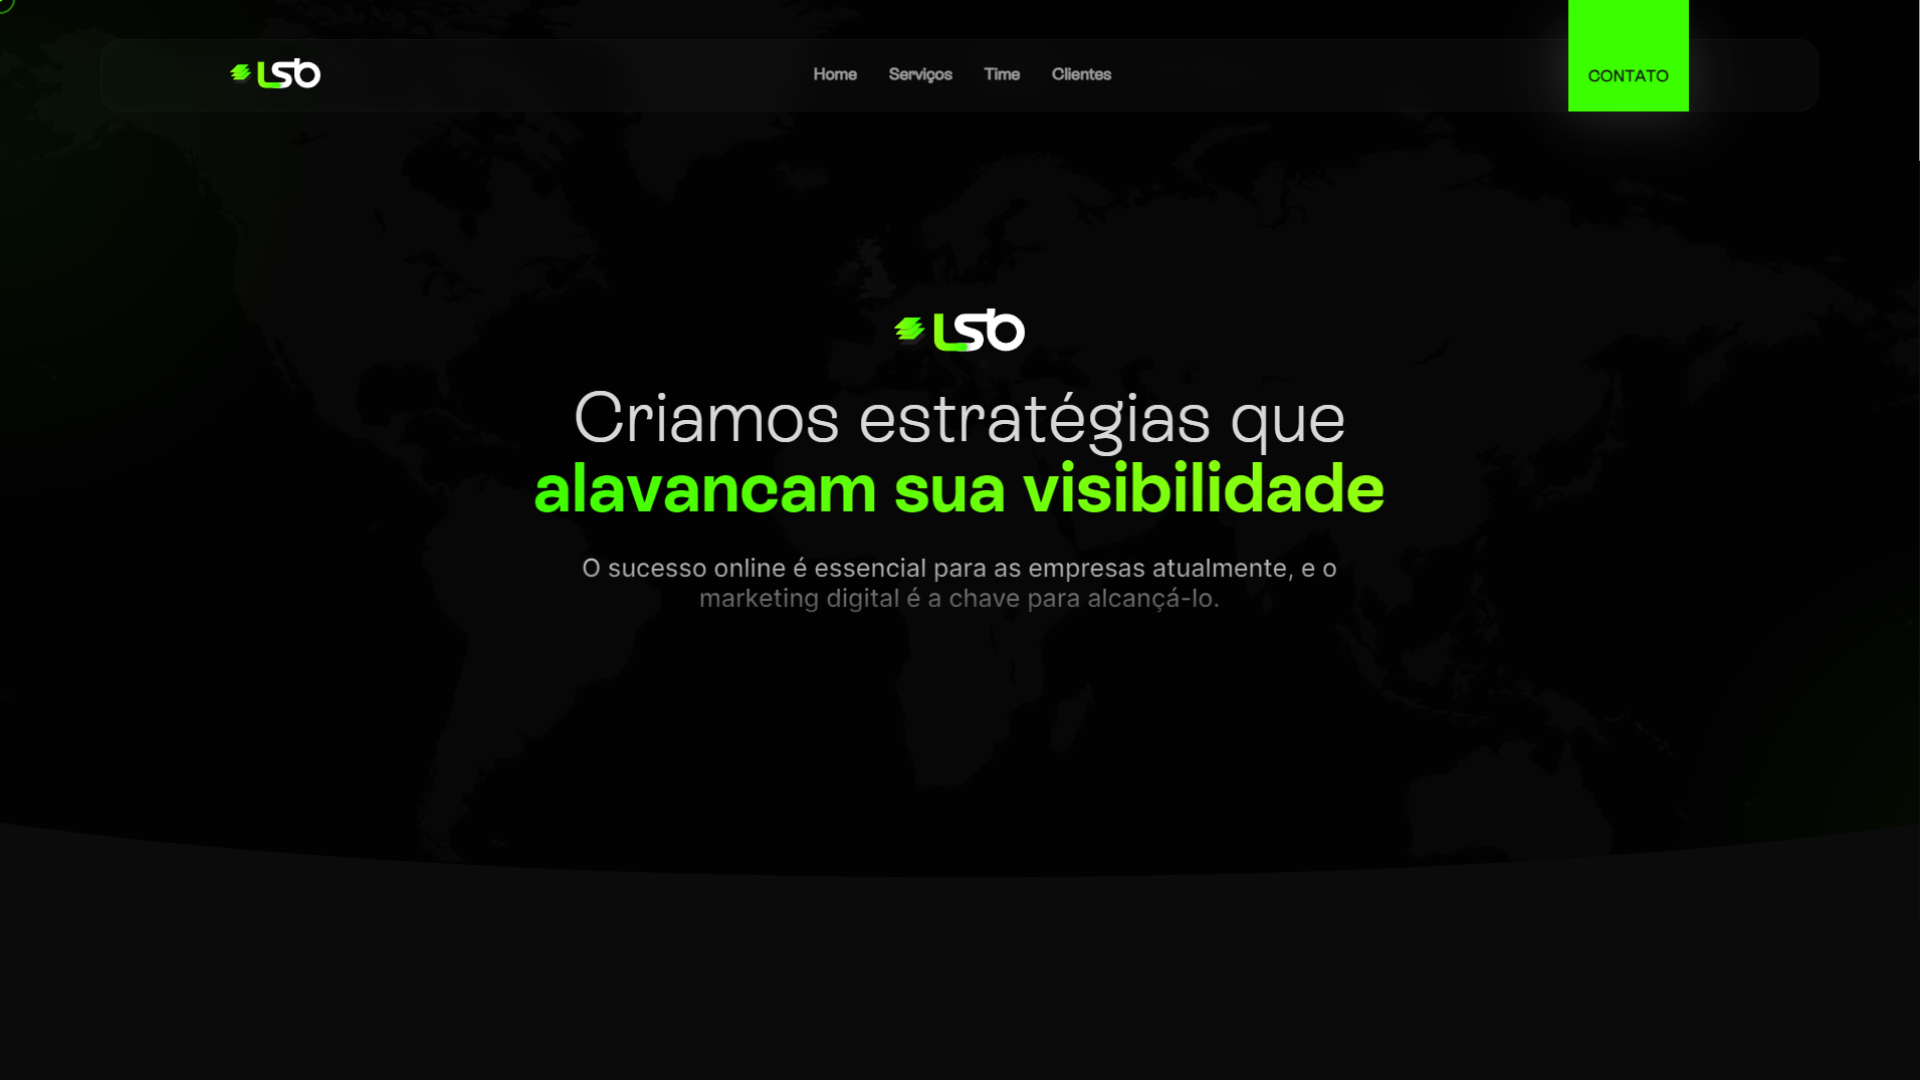 LSb
Home Serviços Time Clientes
CONTATO
LSb
Criamos estratégias que
alavancam sua visibilidade
O sucesso online é essencial para as empresas atualmente, e o
marketing digital é a chave para alcançá-lo.